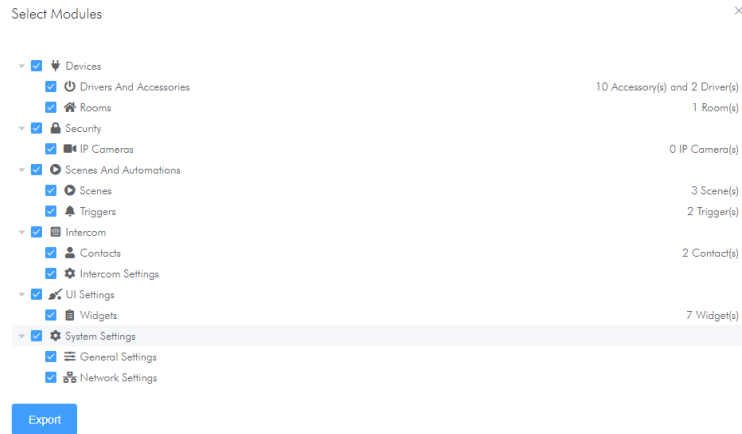 Select Modules
Devices
Drivers And Accessories 10 Accessory(s) and 2 Driver(s)
Rooms 1 Room(s)
Security
IP Cameras 0 IP Camera(s)
Scenes And Automations
Scenes 3 Scene(s)
Triggers 2 Trigger(s)
Intercom
Contacts 2 Contact(s)
Intercom Settings
UI Settings
Widgets 7 Widget(s)
System Settings
General Settings
Network Settings
Export